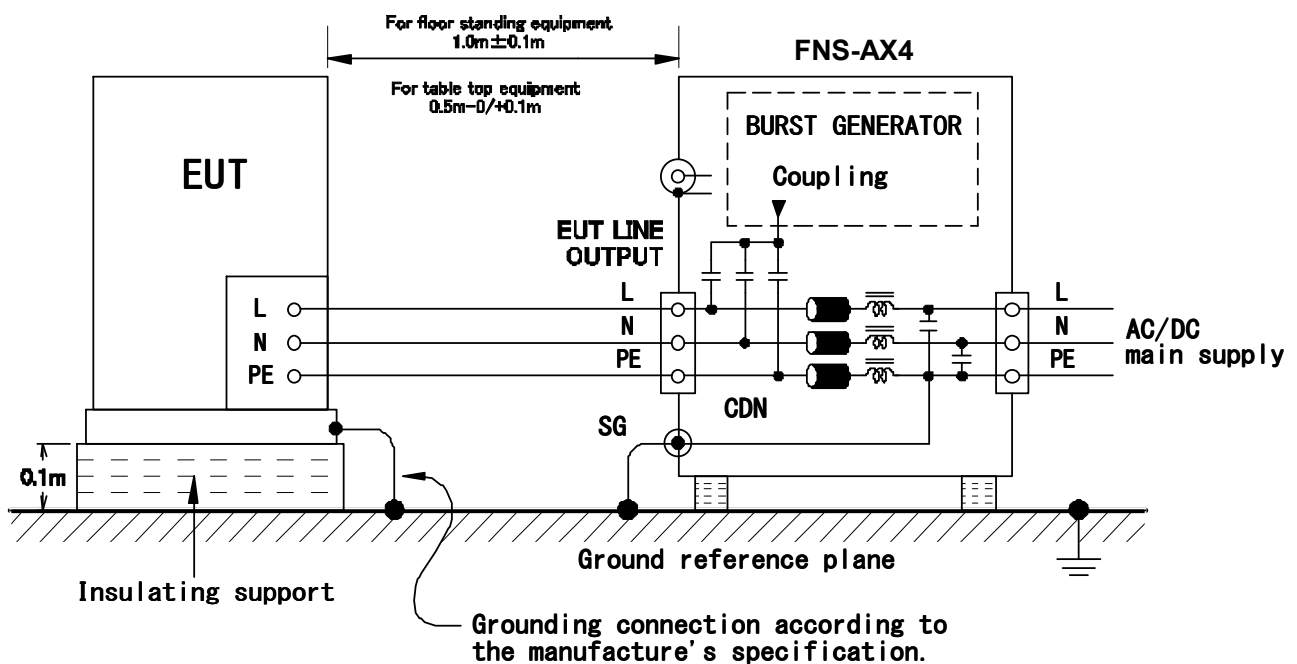 For floor standing equipment
1.0m±0.1m
For table top equipment
0.5m-0/+0.1m
FNS-AX4
BURST GENERATOR
Coupling
EUT
EUT LINE
OUTPUT
L
N
PE
L
N
PE
L
N
PE
AC/DC
main supply
CDN
SG
0.1m
Ground reference plane
Insulating support
Grounding connection according to
the manufacture's specification.